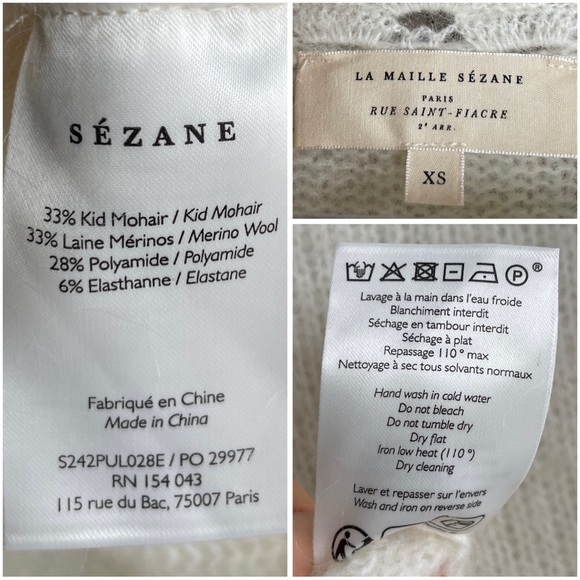 SÉZANE
33% Kid Mohair / Kid Mohair
33% Laine Mérinos / Merino Wool
28% Polyamide / Polyamide
6% Elasthanne / Elastane
Fabriqué en Chine
Made in China
S242PUL028E / PO 29977
RN 154 043
115 rue du Bac, 75007 Paris
LA MAILLE SÉZANE
PARIS
RUE SAINT-FIACRE
2e ARR.
XS
P ®
Lavage à la main dans l'eau froide
Blanchiment interdit
Séchage en tambour interdit
Séchage à plat
Repassage 110° max
Nettoyage à sec tous solvants normaux
Hand wash in cold water
Do not bleach
Do not tumble dry
Dry flat
Iron low heat (110°)
Dry cleaning
Laver et repasser sur l'envers
Wash and iron on reverse side